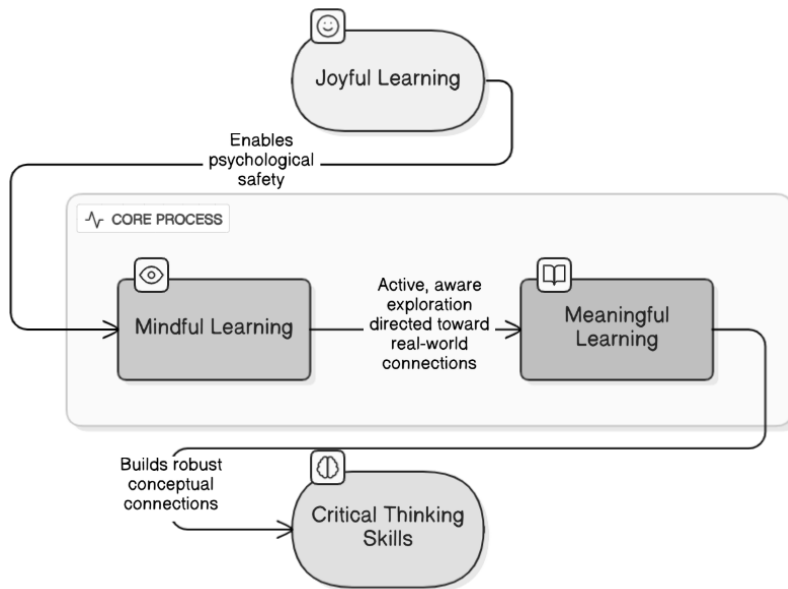 Joyful Learning
Enables
psychological
safety
CORE PROCESS
Mindful Learning
Active, aware
exploration
directed toward
real-world
connections
Meaningful
Learning
Builds robust
conceptual
connections
Critical Thinking
Skills